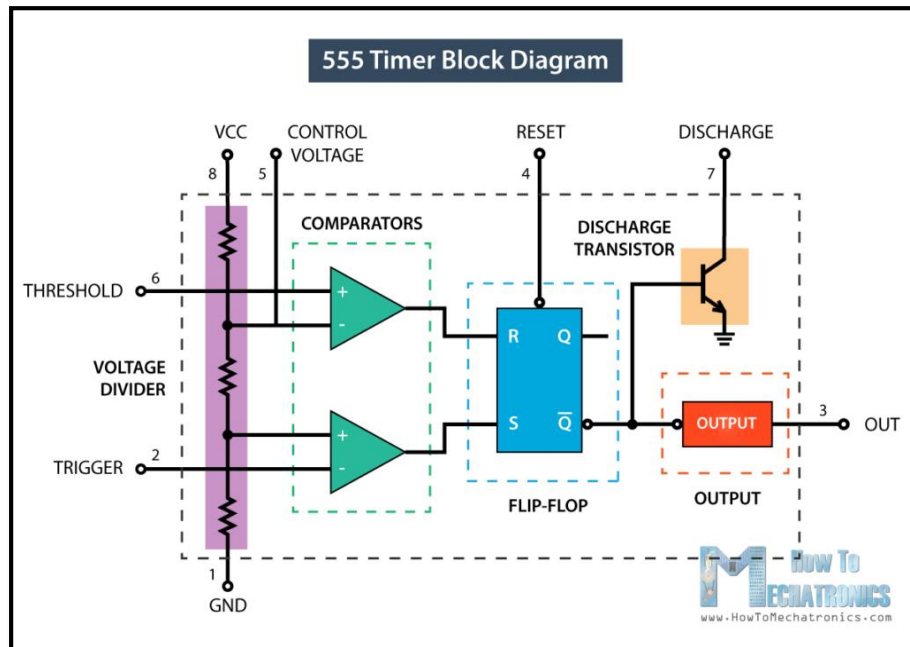 555 Timer Block Diagram
VCC
CONTROL
VOLTAGE
RESET
DISCHARGE
8
5
4
7
COMPARATORS
DISCHARGE
TRANSISTOR
THRESHOLD
6
+
-
R
Q
VOLTAGE
DIVIDER
+
-
S
Q̅
OUTPUT
3
OUT
TRIGGER
2
FLIP-FLOP
OUTPUT
1
GND
How To
MECHATRONICS
www.HowToMechatronics.com